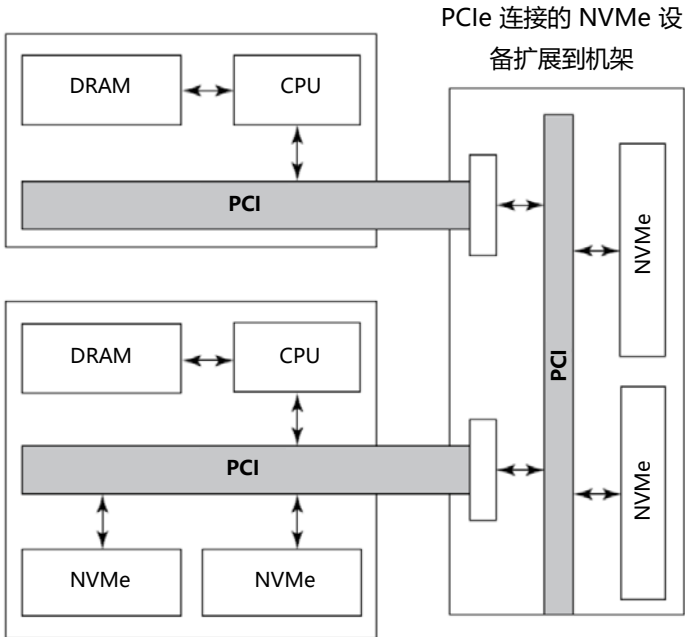 PCIe 连接的 NVMe 设
备扩展到机架
DRAM
CPU
PCI
DRAM
CPU
PCI
NVMe
NVMe
PCI
NVMe
NVMe